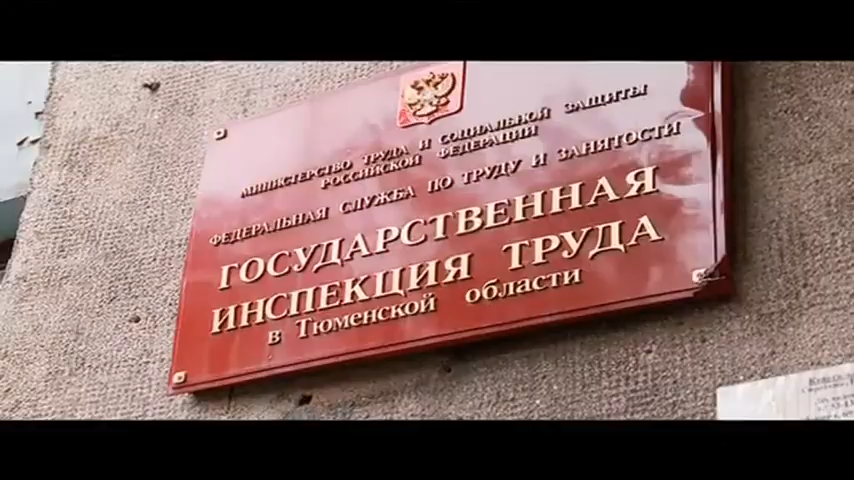 МИНИСТЕРСТВО ТРУДА И СОЦИАЛЬНОЙ ЗАЩИТЫ
РОССИЙСКОЙ ФЕДЕРАЦИИ
ФЕДЕРАЛЬНАЯ СЛУЖБА ПО ТРУДУ И ЗАНЯТОСТИ
ГОСУДАРСТВЕННАЯ
ИНСПЕКЦИЯ ТРУДА
в Тюменской области